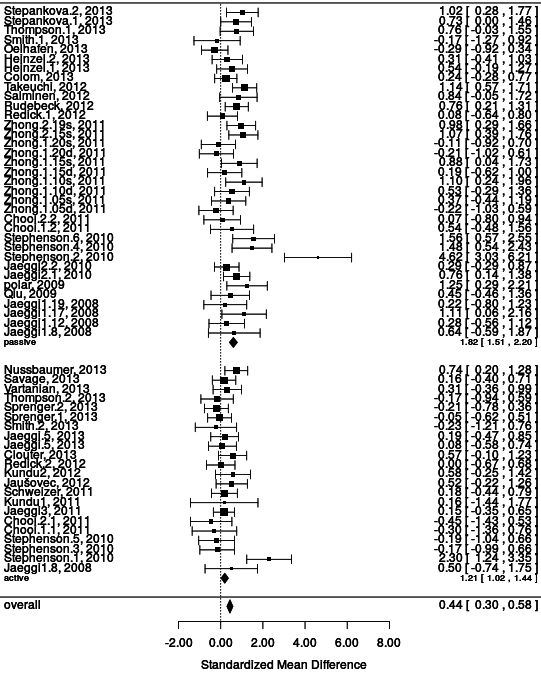 Stepankova.2, 2013 1.02 [ 0.28 , 1.77 ]
Stepankova.1, 2013 0.73 [ 0.00 , 1.46 ]
Thompson.1, 2013 0.76 [ -0.03 , 1.55 ]
Smith.1, 2013 -0.17 [ -1.27 , 0.92 ]
Oelhafen, 2013 -0.29 [ -0.92 , 0.34 ]
Heinzel.2, 2013 0.31 [ -0.41 , 1.03 ]
Heinzel.1, 2013 0.54 [ -0.19 , 1.27 ]
Colom, 2013 0.24 [ -0.28 , 0.77 ]
Takeuchi, 2012 1.14 [ 0.57 , 1.71 ]
Salminen, 2012 0.84 [ -0.05 , 1.72 ]
Rudebeck, 2012 0.76 [ 0.21 , 1.31 ]
Redick.1, 2012 0.08 [ -0.64 , 0.80 ]
Zhong.2.19s, 2011 0.98 [ 0.29 , 1.66 ]
Zhong.2.15s, 2011 1.07 [ 0.39 , 1.76 ]
Zhong.1.20s, 2011 -0.11 [ -0.92 , 0.70 ]
Zhong.1.20d, 2011 -0.21 [ -1.02 , 0.61 ]
Zhong.1.15s, 2011 0.88 [ 0.04 , 1.73 ]
Zhong.1.15d, 2011 0.19 [ -0.62 , 1.00 ]
Zhong.1.10s, 2011 1.10 [ 0.24 , 1.96 ]
Zhong.1.10d, 2011 0.53 [ -0.29 , 1.36 ]
Zhong.1.05s, 2011 0.37 [ -0.44 , 1.19 ]
Zhong.1.05d, 2011 -0.22 [ -1.03 , 0.59 ]
Chooi.2.2, 2011 0.07 [ -0.80 , 0.94 ]
Chooi.1.2, 2011 0.54 [ -0.48 , 1.56 ]
Stephenson.6, 2010 1.56 [ 0.57 , 2.55 ]
Stephenson.4, 2010 1.48 [ 0.54 , 2.43 ]
Stephenson.2, 2010 4.62 [ 3.03 , 6.21 ]
Jaeggi2.2, 2010 0.29 [ -0.29 , 0.87 ]
Jaeggi2.1, 2010 0.76 [ 0.14 , 1.38 ]
polar, 2009 1.25 [ 0.29 , 2.21 ]
Qiu, 2009 0.45 [ -0.46 , 1.36 ]
Jaeggi1.19, 2008 0.22 [ -0.80 , 1.23 ]
Jaeggi1.17, 2008 1.11 [ 0.06 , 2.16 ]
Jaeggi1.12, 2008 0.28 [ -0.56 , 1.12 ]
Jaeggi1.8, 2008 0.64 [ -0.59 , 1.87 ]
passive 1.82 [ 1.51 , 2.20 ]
Nussbaumer, 2013 0.74 [ 0.20 , 1.28 ]
Savage, 2013 0.16 [ -0.40 , 0.71 ]
Vartanian, 2013 0.31 [ -0.36 , 0.99 ]
Thompson.2, 2013 -0.17 [ -0.94 , 0.59 ]
Sprenger.2, 2013 -0.21 [ -0.78 , 0.36 ]
Sprenger.1, 2013 -0.05 [ -0.62 , 0.51 ]
Smith.2, 2013 -0.23 [ -1.21 , 0.76 ]
Jaeggi.5, 2013 0.19 [ -0.47 , 0.85 ]
Jaeggi.5, 2013 0.08 [ -0.58 , 0.74 ]
Clouter, 2013 0.57 [ -0.10 , 1.23 ]
Redick.2, 2012 0.00 [ -0.67 , 0.68 ]
Kundu2, 2012 0.58 [ -0.25 , 1.42 ]
Jaušovec, 2012 0.52 [ -0.22 , 1.26 ]
Schweizer, 2011 0.18 [ -0.44 , 0.79 ]
Kundu1, 2011 0.16 [ -1.44 , 1.77 ]
Jaeggi3, 2011 0.15 [ -0.35 , 0.65 ]
Chooi.2.1, 2011 -0.45 [ -1.43 , 0.53 ]
Chooi.1.1, 2011 -0.30 [ -1.36 , 0.76 ]
Stephenson.5, 2010 -0.19 [ -1.04 , 0.66 ]
Stephenson.3, 2010 -0.17 [ -0.99 , 0.66 ]
Stephenson.1, 2010 2.30 [ 1.24 , 3.35 ]
Jaeggi1.8, 2008 0.50 [ -0.74 , 1.75 ]
active 1.21 [ 1.02 , 1.44 ]
overall 0.44 [ 0.30 , 0.58 ]
-2.00 0.00 2.00 4.00 6.00 8.00
Standardized Mean Difference